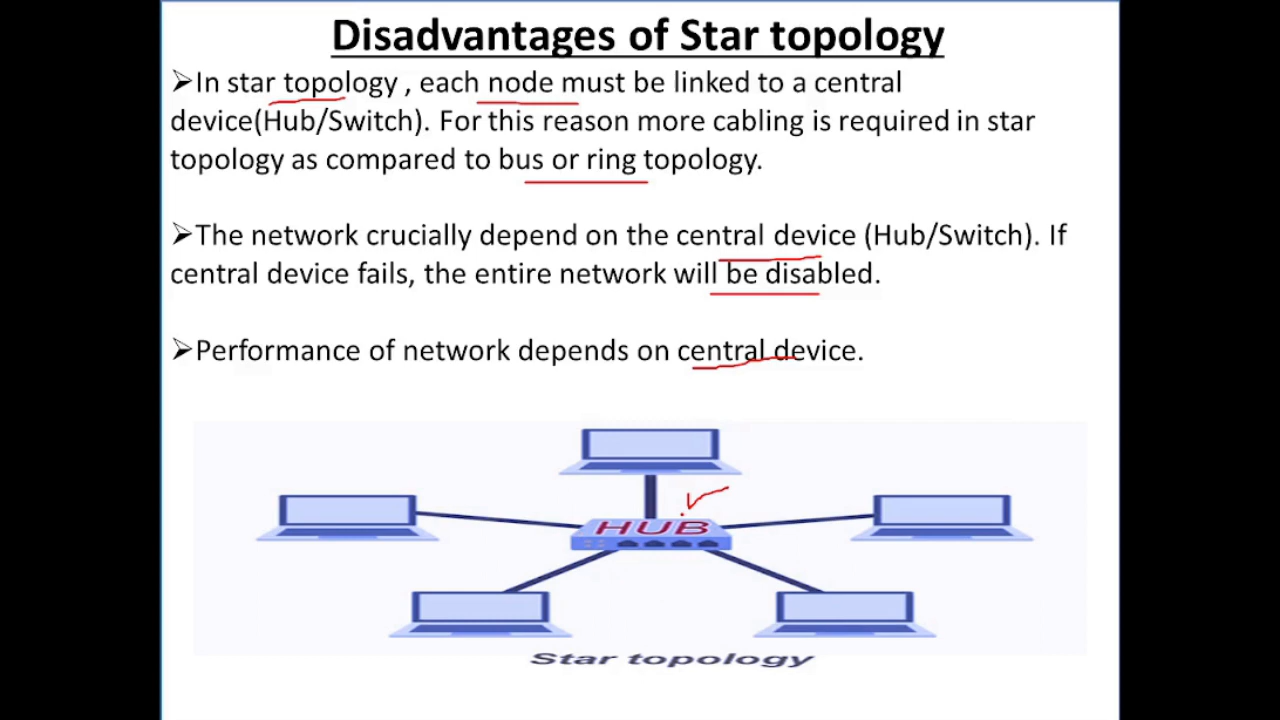 Disadvantages of Star topology
➢In star topology , each node must be linked to a central
device(Hub/Switch). For this reason more cabling is required in star
topology as compared to bus or ring topology.
➢The network crucially depend on the central device (Hub/Switch). If
central device fails, the entire network will be disabled.
➢Performance of network depends on central device.
HUB
Star topology